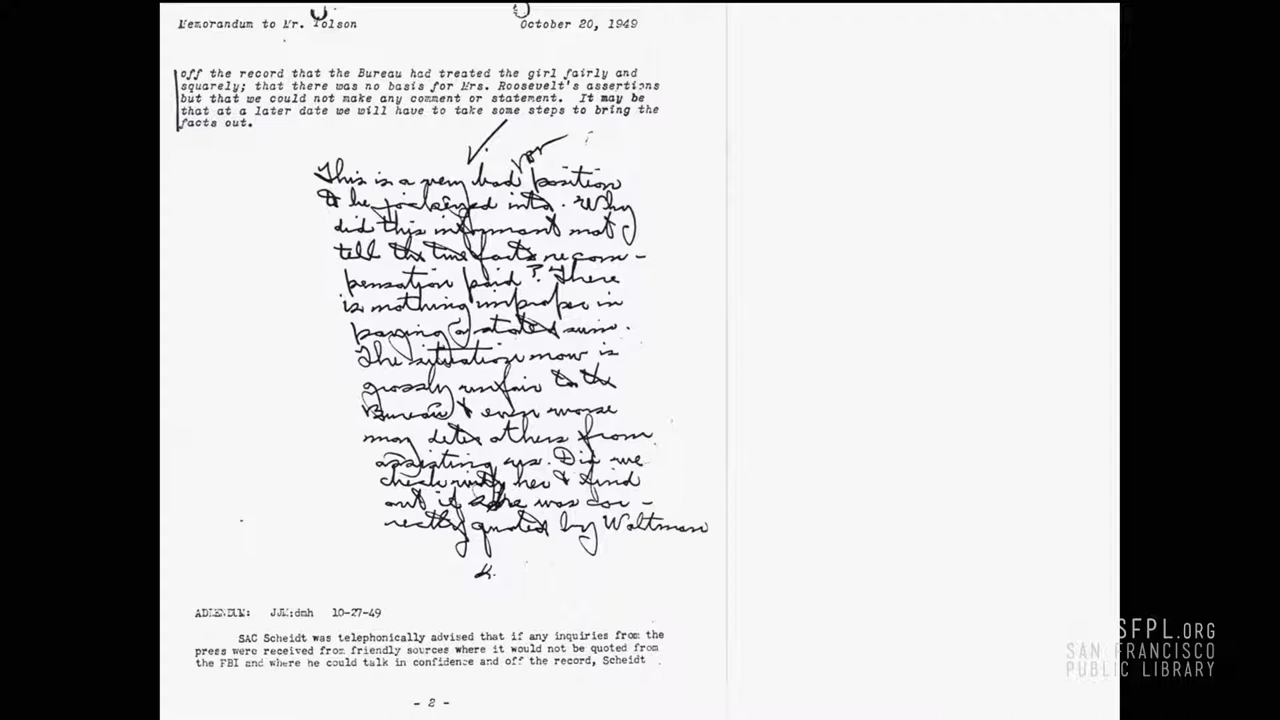 Memorandum to Mr. Tolson October 20, 1949
off the record that the Bureau had treated the girl fairly and
squarely; that there was no basis for Mrs. Roosevelt's assertions
but that we could not make any comment or statement. It may be
that at a later date we will have to take some steps to bring the
facts out.
This is a very bad position
to be jockeyed into. Why
did this informant not
tell the true facts re com-
pensation paid? There
is nothing improper in
paying a stated sum.
The situation now is
grossly unfair to the
Bureau & even worse
may deter others from
assisting us. Did we
check with her & find
out if she was cor-
rectly quoted by Woltman
H.
ADDENDUM: JJM:dmh 10-27-49
SAC Scheidt was telephonically advised that if any inquiries from the
press were received from friendly sources where it would not be quoted from
the FBI and where he could talk in confidence and off the record, Scheidt
- 2 -
SFPL.ORG
SAN FRANCISCO
PUBLIC LIBRARY